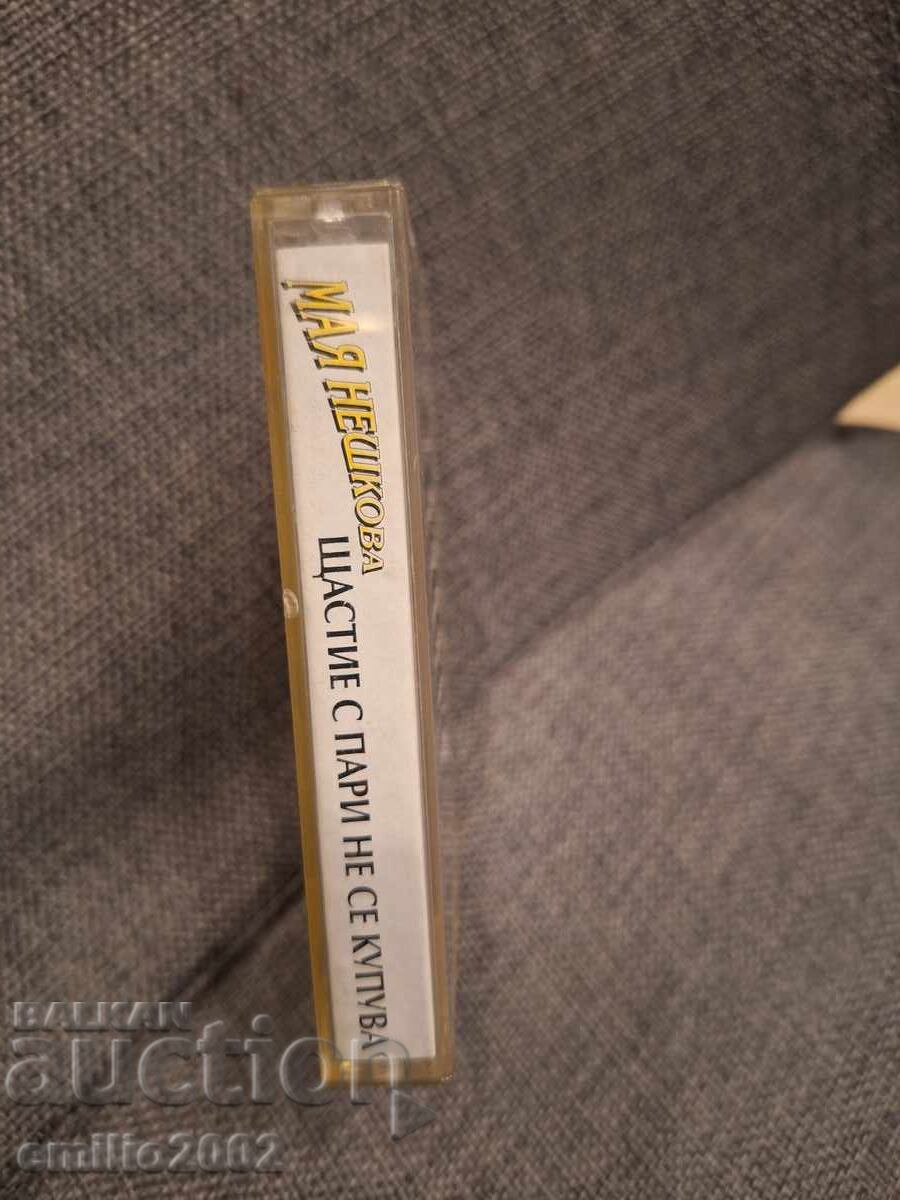 МАЯ НЕШКОВА
ЩАСТИЕ С ПАРИ НЕ СЕ КУПУВА
BALKAN
auction
emilio2002